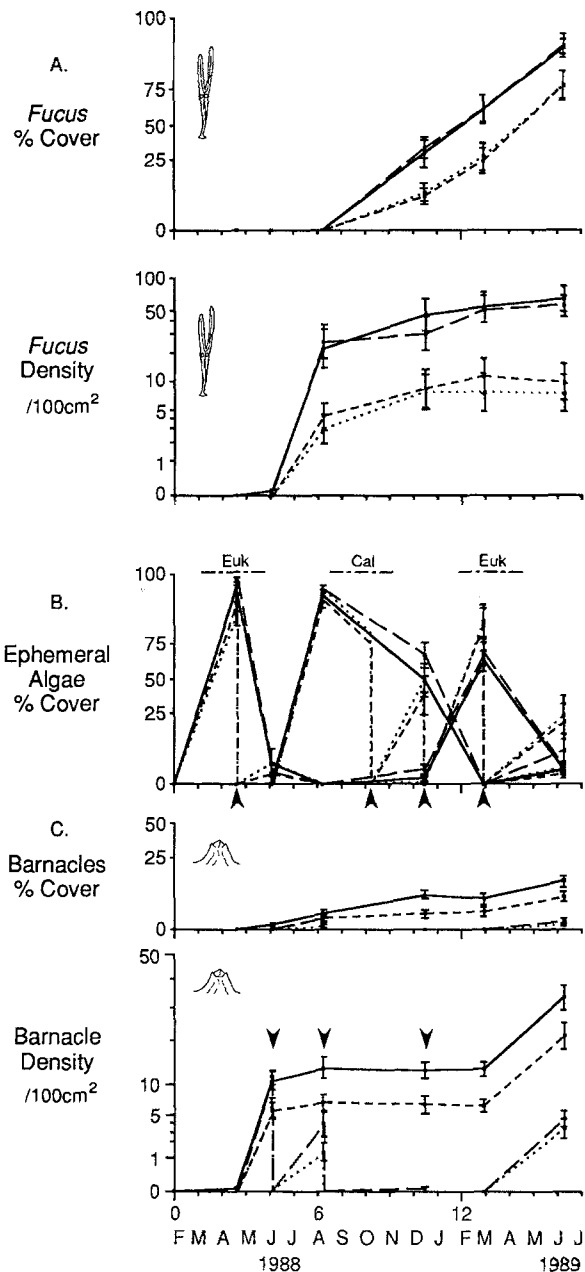 A.
Fucus
% Cover
100
75
50
25
0
Fucus
Density
/100cm2
100
50
10
5
1
0
B.
Ephemeral
Algae
% Cover
Euk
Cal
Euk
100
75
50
25
0
C.
Barnacles
% Cover
50
25
0
Barnacle
Density
/100cm2
50
10
5
1
0
0 6 12
F M A M J J A S O N D J F M A M J J
1988 1989